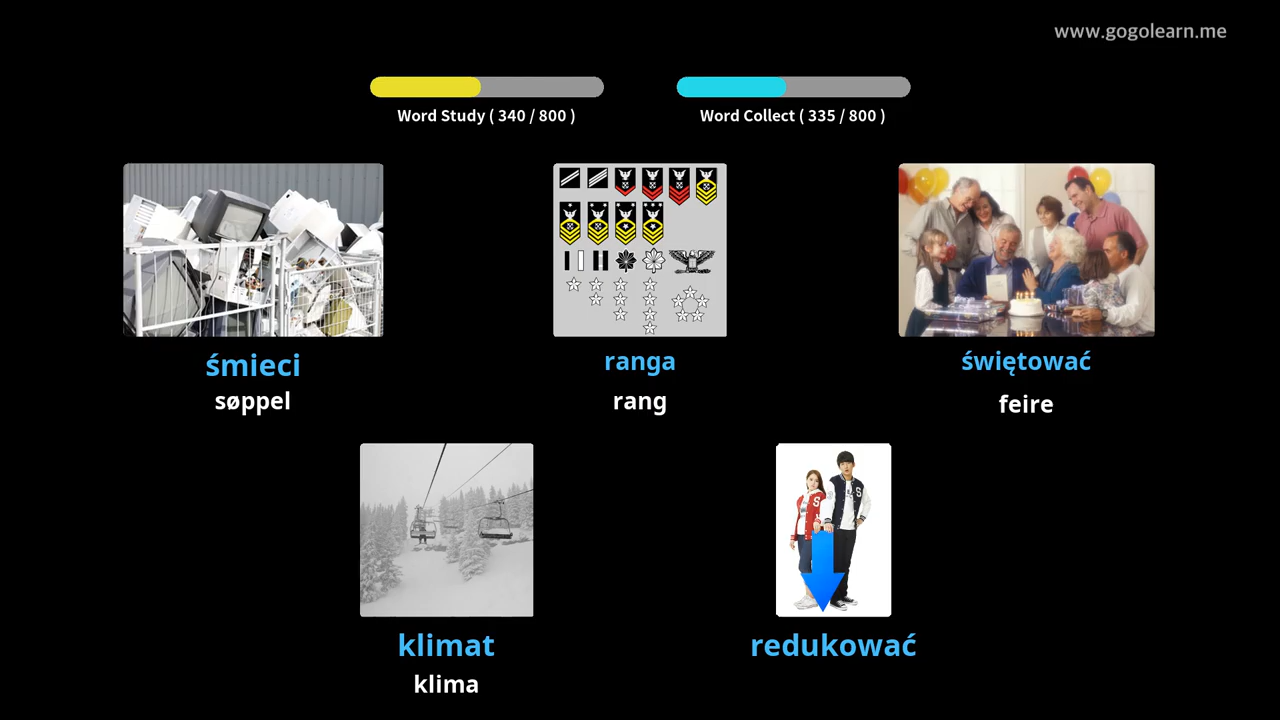 www.gogolearn.me
Word Study ( 340 / 800 )
Word Collect ( 335 / 800 )
śmieci
søppel
ranga
rang
świętować
feire
klimat
klima
redukować